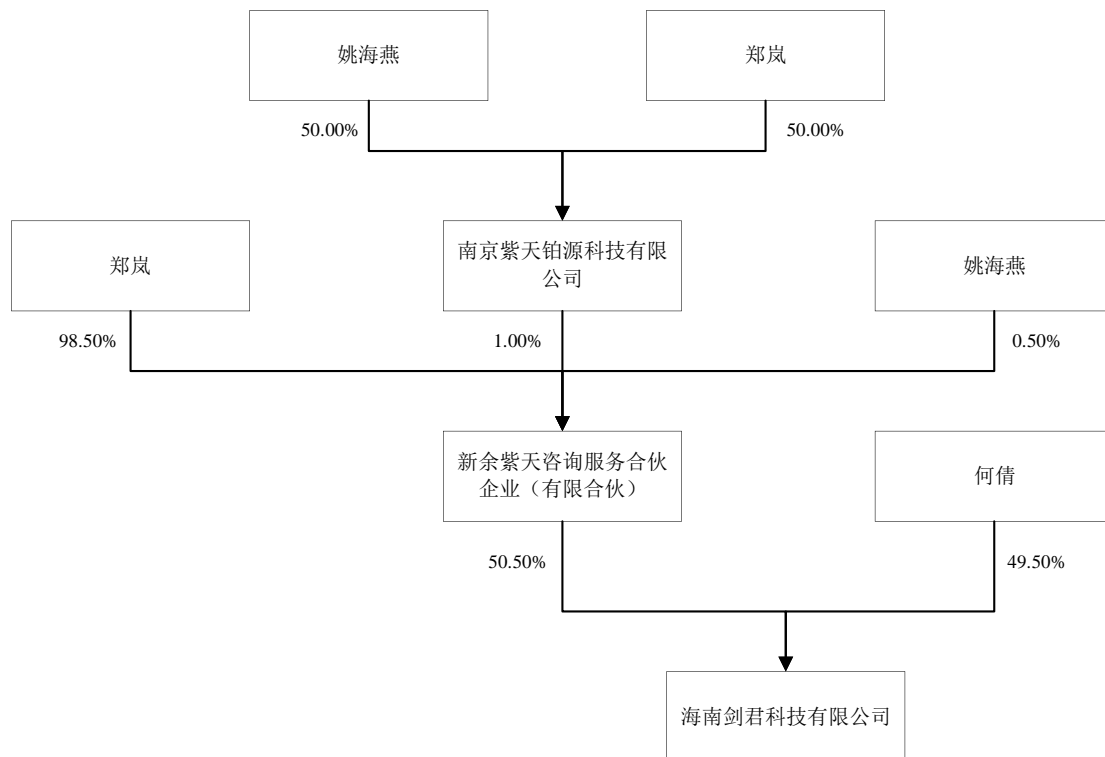 姚海燕
郑岚
50.00%
50.00%
郑岚
南京紫天铂源科技有限
公司
姚海燕
98.50%
1.00%
0.50%
新余紫天咨询服务合伙
企业（有限合伙）
何倩
50.50%
49.50%
海南剑君科技有限公司